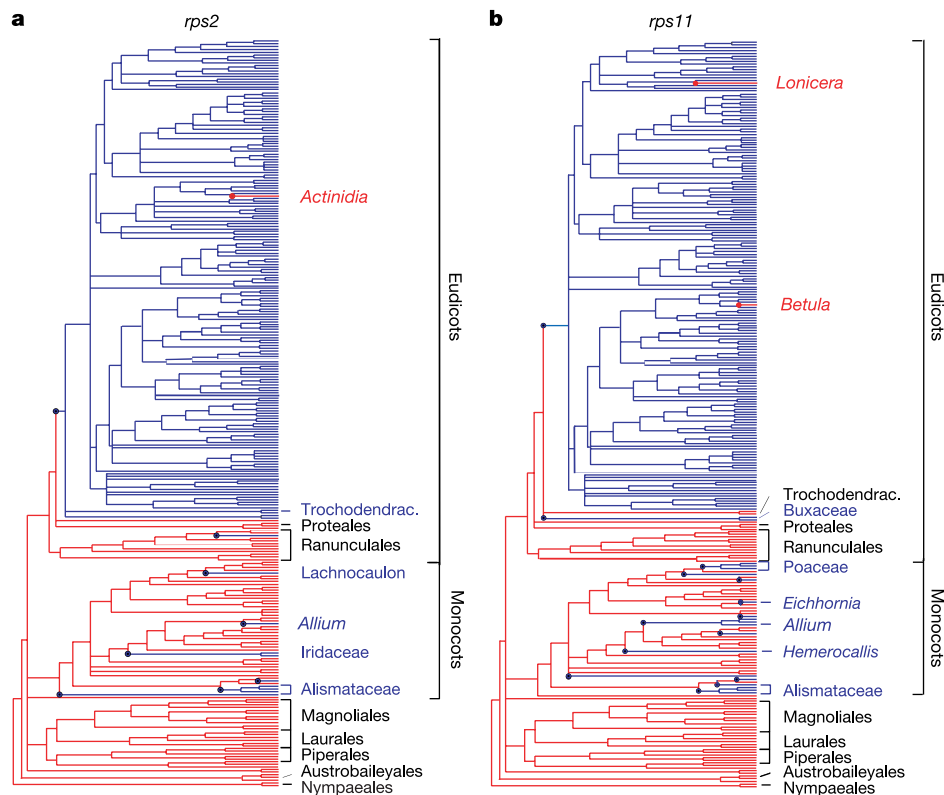 a
rps2
Actinidia
Eudicots
Trochodendrac.
Proteales
Ranunculales
Lachnocaulon
Allium
Iridaceae
Alismataceae
Monocots
Magnoliales
Laurales
Piperales
Austrobaileyales
Nympaeales
b
rps11
Lonicera
Betula
Eudicots
Trochodendrac.
Buxaceae
Proteales
Ranunculales
Poaceae
Eichhornia
Allium
Hemerocallis
Alismataceae
Monocots
Magnoliales
Laurales
Piperales
Austrobaileyales
Nympaeales